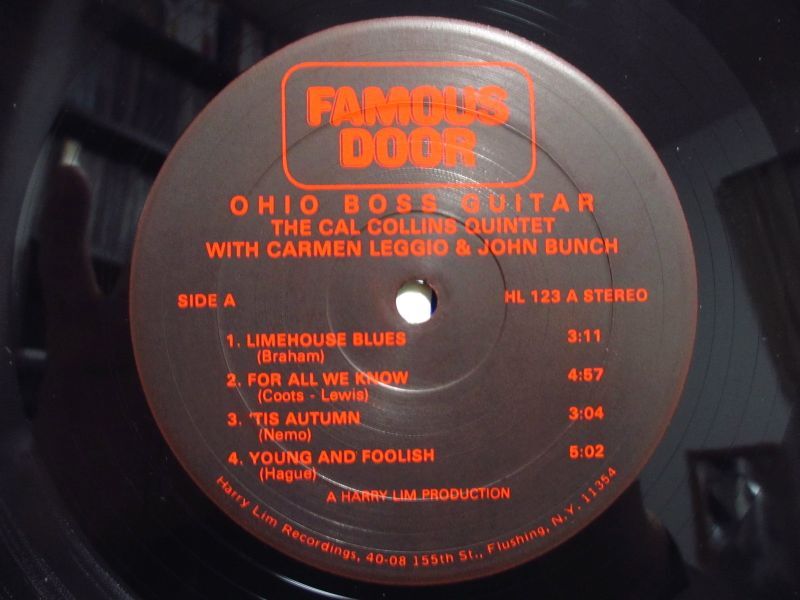 FAMOUS
DOOR
OHIO BOSS GUITAR
THE CAL COLLINS QUINTET
WITH CARMEN LEGGIO & JOHN BUNCH
SIDE A
HL 123 A STEREO
1. LIMEHOUSE BLUES 3:11
(Braham)
2. FOR ALL WE KNOW 4:57
(Coots - Lewis)
3. 'TIS AUTUMN 3:04
(Nemo)
4. YOUNG AND FOOLISH 5:02
(Hague)
A HARRY LIM PRODUCTION
Harry Lim Recordings, 40-08 155th St., Flushing, N.Y. 11354